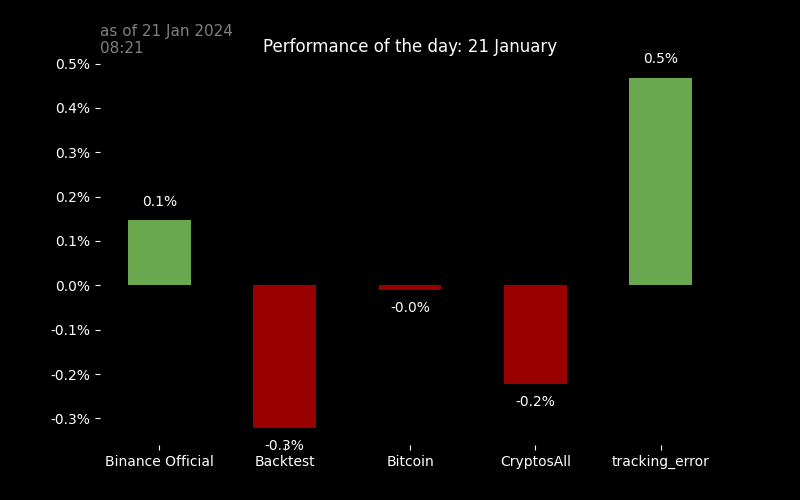 as of 21 Jan 2024
08:21
Performance of the day: 21 January
0.5%
0.4%
0.3%
0.2%
0.1%
0.0%
-0.1%
-0.2%
-0.3%
0.1%
-0.3%
-0.0%
-0.2%
0.5%
Binance Official
Backtest
Bitcoin
CryptosAll
tracking_error